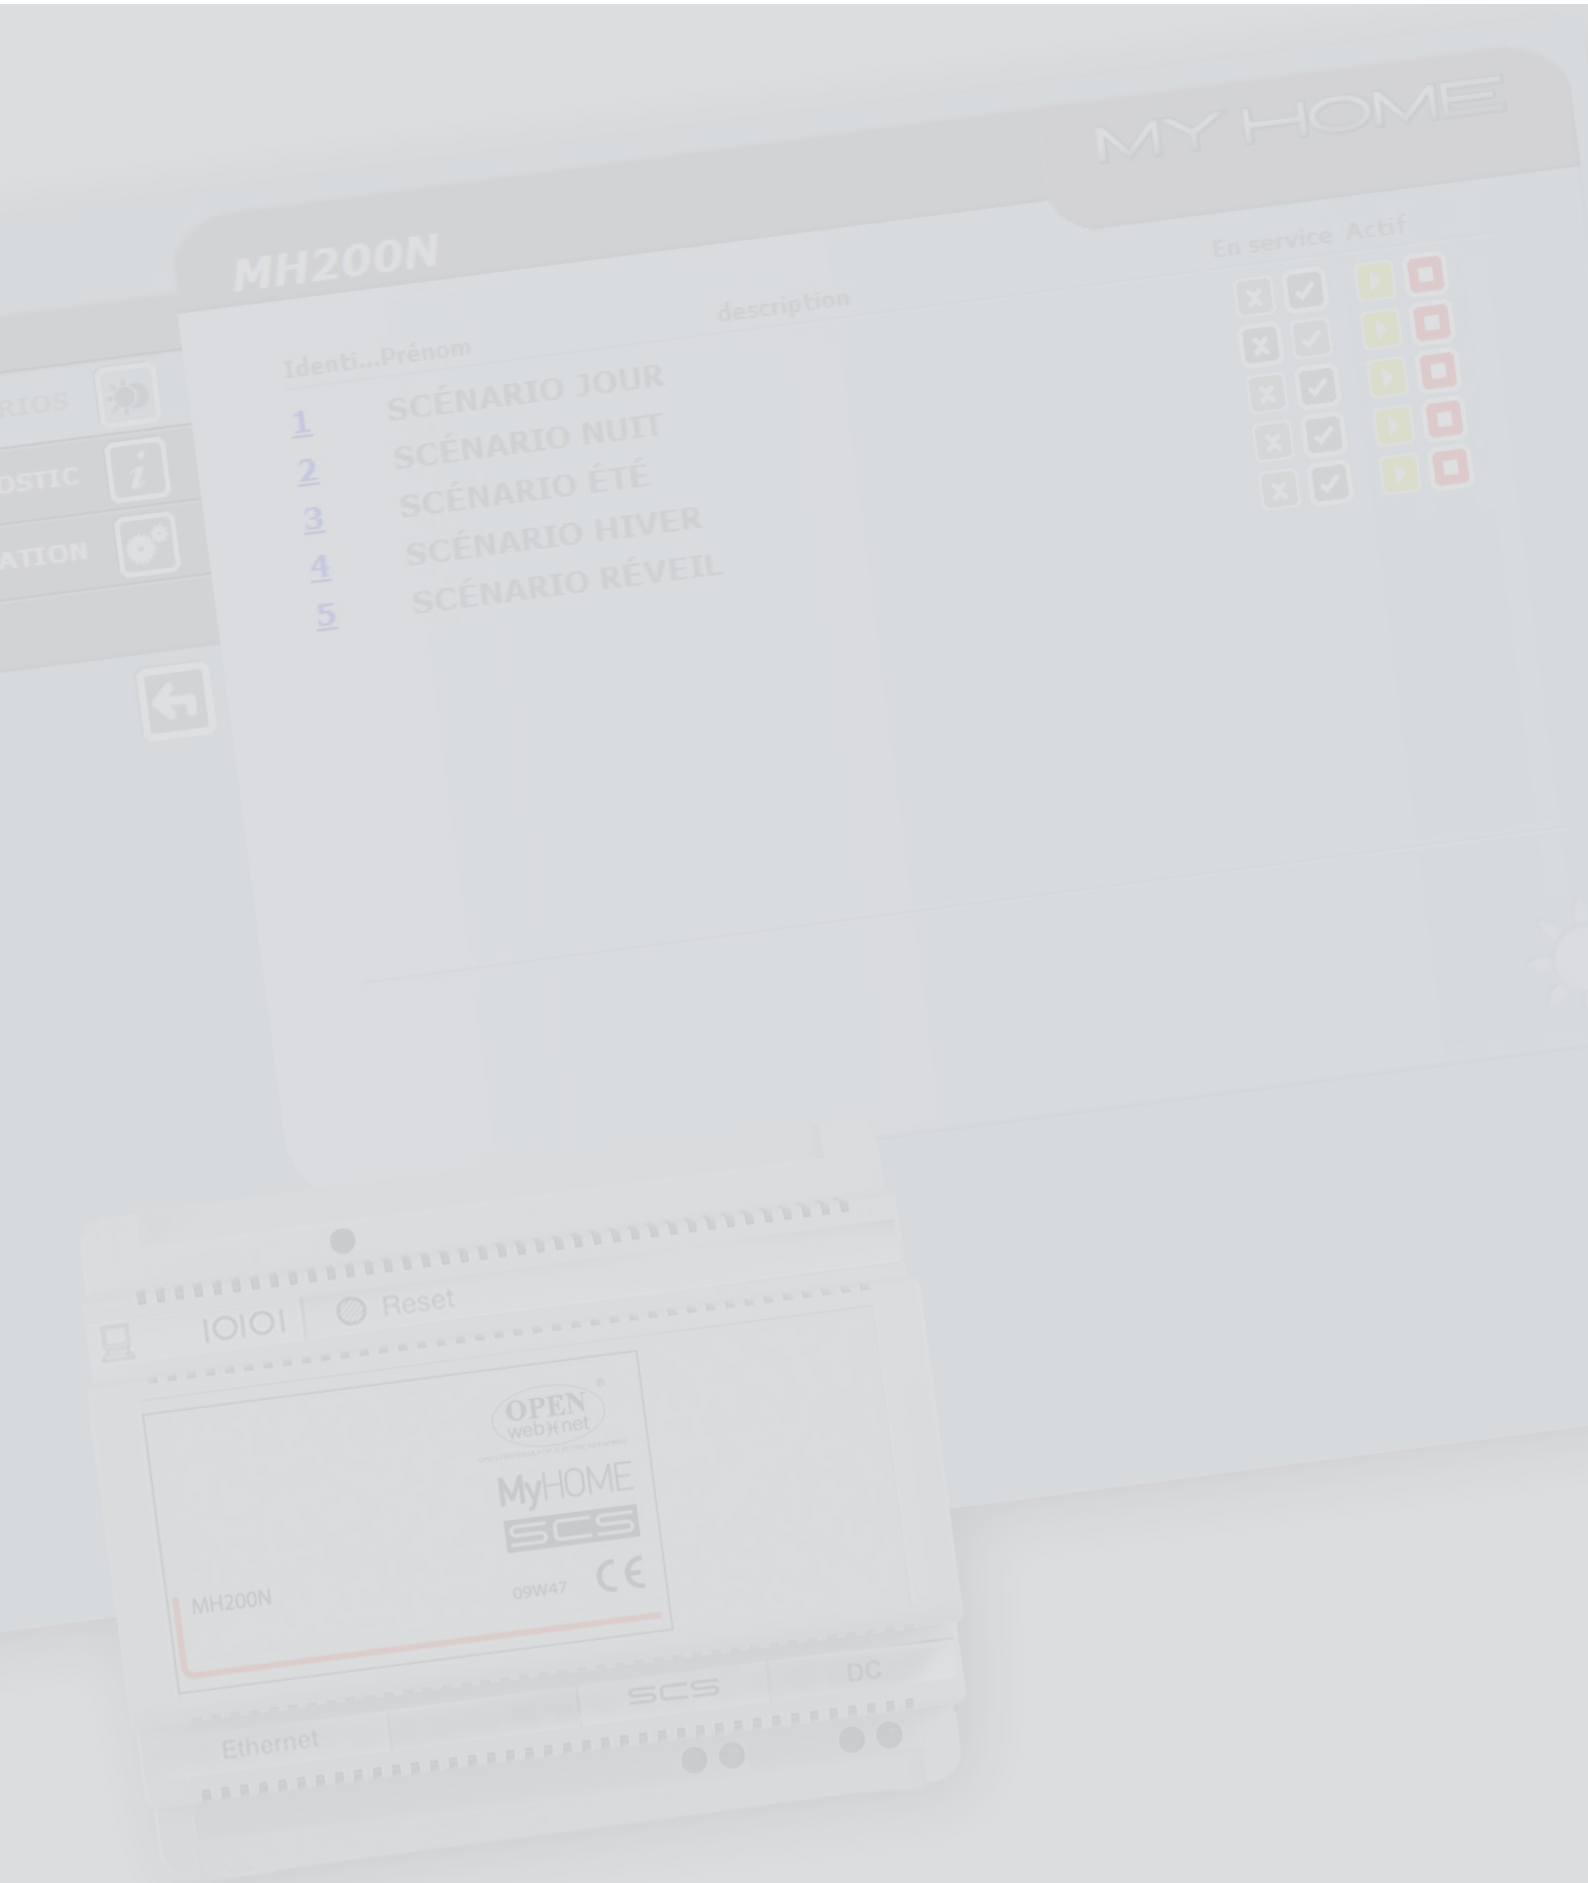 MY HOME
MH200N
En service Actif
description
Identi...Prénom
1 SCÉNARIO JOUR
2 SCÉNARIO NUIT
3 SCÉNARIO ÉTÉ
4 SCÉNARIO HIVER
5 SCÉNARIO RÉVEIL
RIOS
OSTIC
ATION
Reset
OPEN
web net
MyHOME
SCS
MH200N
09W47 CE
Ethernet
SCS
DC